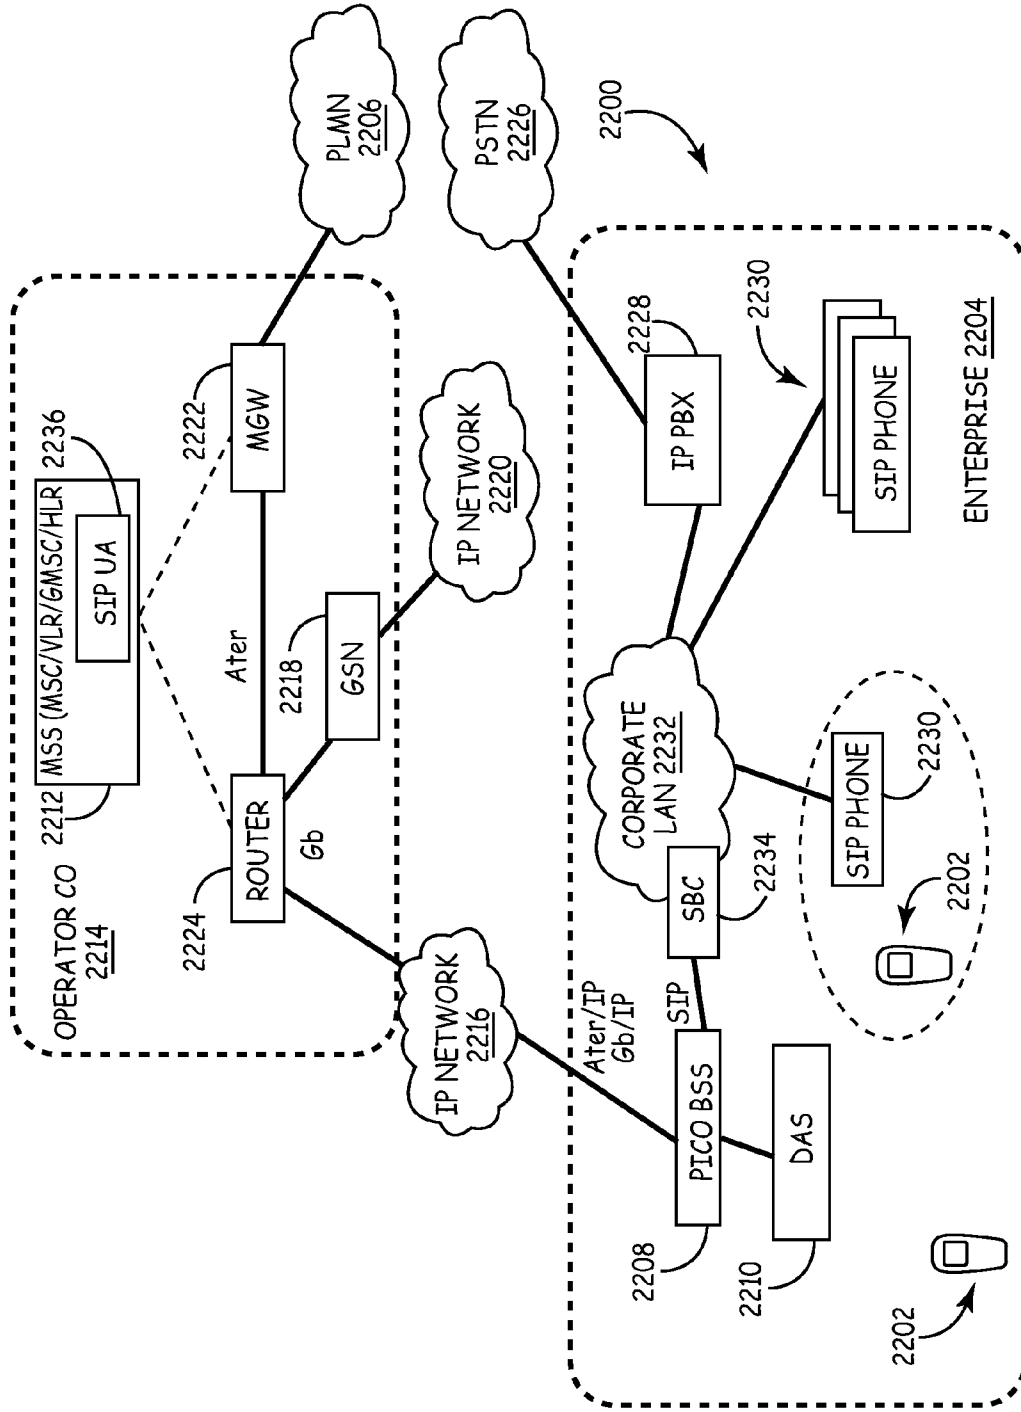 OPERATOR CO
2214
2212
MSS (MSC/VLR/GMSC/HLR
2236
SIP UA
2224
ROUTER
Ater
2222
MGW
Gb
2218
GSN
PLMN
2206
IP NETWORK
2216
IP NETWORK
2220
PSTN
2226
2200
Ater/IP
Gb/IP
SIP
2208
PICO BSS
2210
DAS
SBC
2234
CORPORATE
LAN 2232
IP PBX
2228
2230
SIP PHONE
SIP PHONE
2230
2202
2202
ENTERPRISE 2204